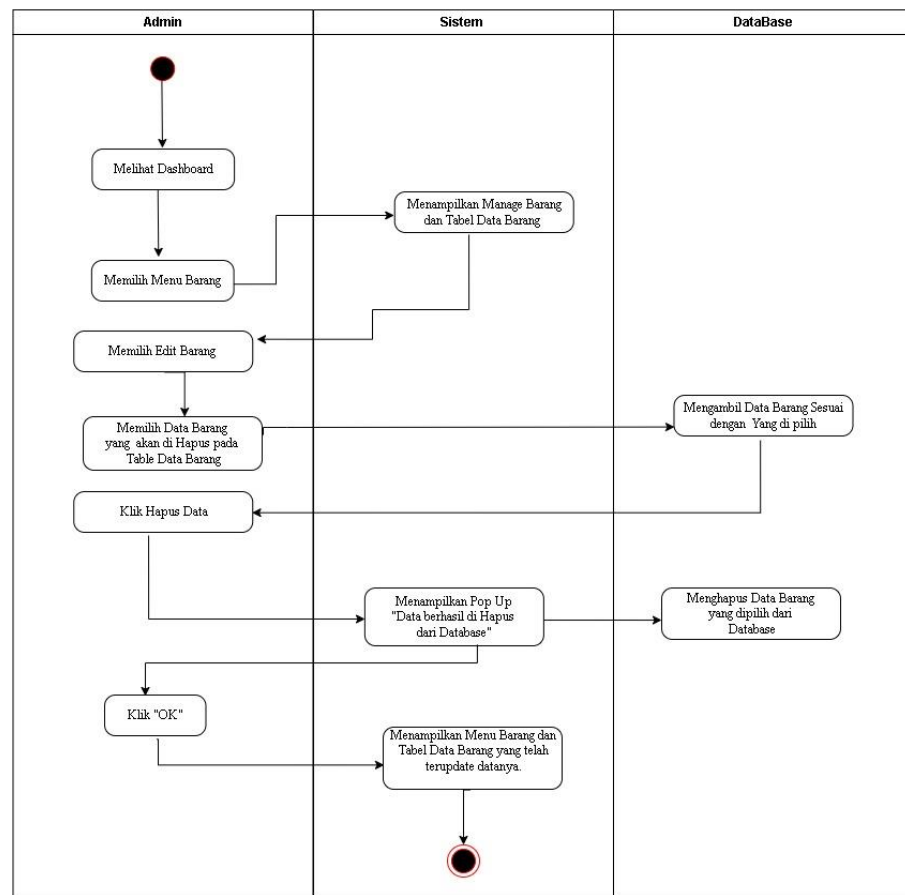 Admin
Sistem
DataBase
Melihat Dashboard
Menampilkan Manage Barang
dan Tabel Data Barang
Memilih Menu Barang
Memilih Edit Barang
Memilih Data Barang
yang akan di Hapus pada
Table Data Barang
Mengambil Data Barang Sesuai
dengan Yang di pilih
Klik Hapus Data
Menampilkan Pop Up
"Data berhasil di Hapus
dari Database"
Menghapus Data Barang
yang dipilih dari
Database
Klik "OK"
Menampilkan Menu Barang dan
Tabel Data Barang yang telah
terupdate datanya.